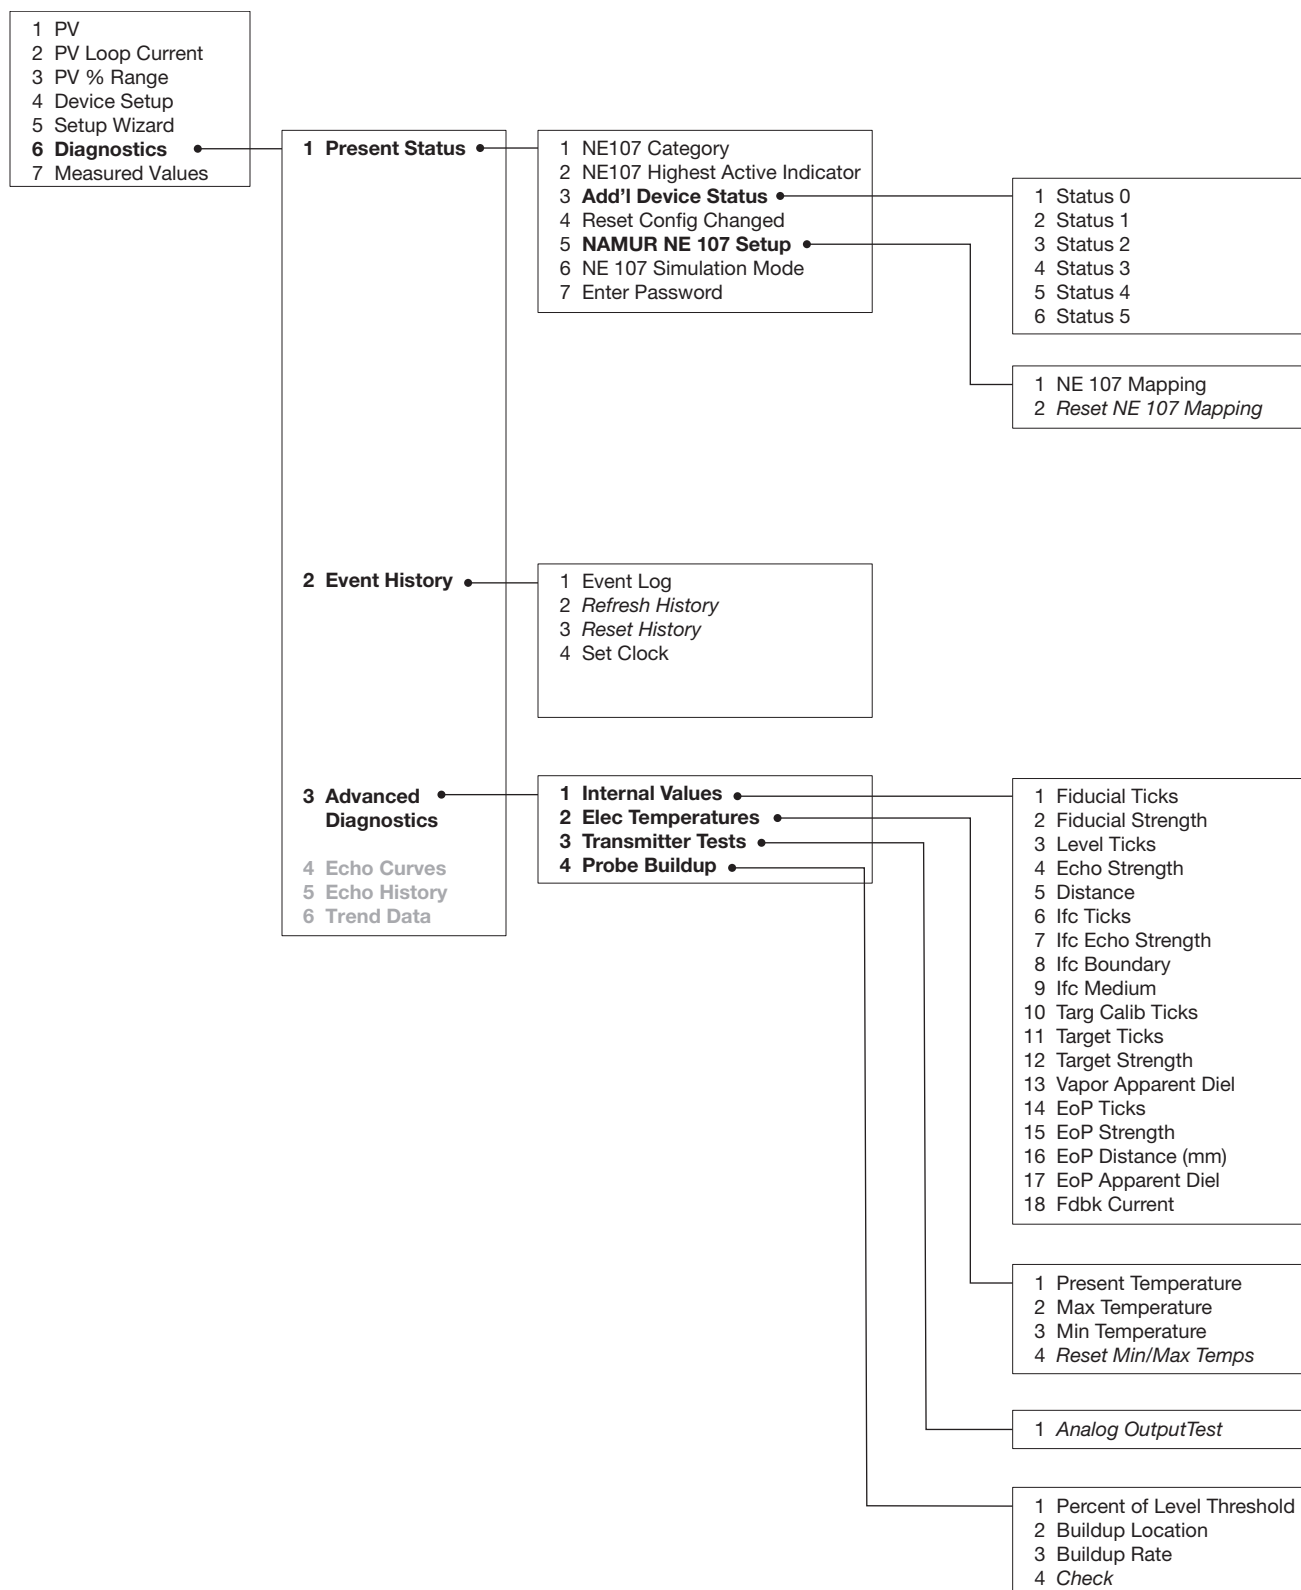 1 PV
2 PV Loop Current
3 PV % Range
4 Device Setup
5 Setup Wizard
6 Diagnostics
7 Measured Values
1 Present Status
2 Event History
3 Advanced
Diagnostics
4 Echo Curves
5 Echo History
6 Trend Data
1 NE107 Category
2 NE107 Highest Active Indicator
3 Add'l Device Status
4 Reset Config Changed
5 NAMUR NE 107 Setup
6 NE 107 Simulation Mode
7 Enter Password
1 Status 0
2 Status 1
3 Status 2
4 Status 3
5 Status 4
6 Status 5
1 NE 107 Mapping
2 Reset NE 107 Mapping
1 Event Log
2 Refresh History
3 Reset History
4 Set Clock
1 Internal Values
2 Elec Temperatures
3 Transmitter Tests
4 Probe Buildup
1 Fiducial Ticks
2 Fiducial Strength
3 Level Ticks
4 Echo Strength
5 Distance
6 Ifc Ticks
7 Ifc Echo Strength
8 Ifc Boundary
9 Ifc Medium
10 Targ Calib Ticks
11 Target Ticks
12 Target Strength
13 Vapor Apparent Diel
14 EoP Ticks
15 EoP Strength
16 EoP Distance (mm)
17 EoP Apparent Diel
18 Fdbk Current
1 Present Temperature
2 Max Temperature
3 Min Temperature
4 Reset Min/Max Temps
1 Analog OutputTest
1 Percent of Level Threshold
2 Buildup Location
3 Buildup Rate
4 Check